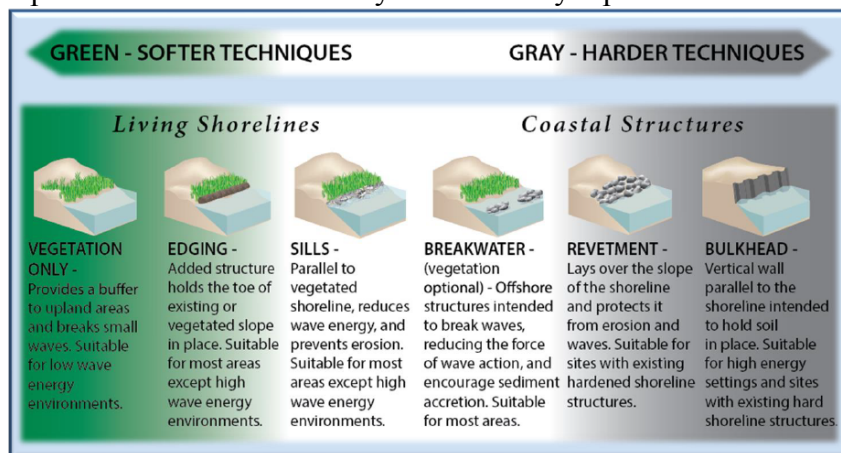 GREEN - SOFTER TECHNIQUES
GRAY - HARDER TECHNIQUES
Living Shorelines
Coastal Structures
VEGETATION
ONLY -
Provides a buffer
to upland areas
and breaks small
waves. Suitable
for low wave
energy
environments.
EDGING -
Added structure
holds the toe of
existing or
vegetated slope
in place. Suitable
for most areas
except high
wave energy
environments.
SILLS -
Parallel to
vegetated
shoreline, reduces
wave energy, and
prevents erosion.
Suitable for most
areas except high
wave energy
environments.
BREAKWATER -
(vegetation
optional) - Offshore
structures intended
to break waves,
reducing the force
of wave action, and
encourage sediment
accretion. Suitable
for most areas.
REVETMENT -
Lays over the slope
of the shoreline
and protects it
from erosion and
waves. Suitable for
sites with existing
hardened shoreline
structures.
BULKHEAD -
Vertical wall
parallel to the
shoreline intended
to hold soil
in place. Suitable
for high energy
settings and sites
with existing hard
shoreline structures.